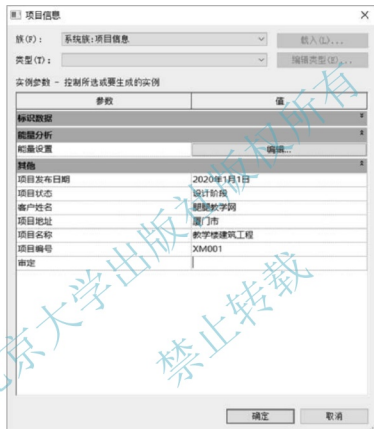 项目信息
族(F): 系统族:项目信息 载入(L)...
类型(T): 编辑类型(E)...
实例参数 - 控制所选或要生成的实例
参数 值
标识数据
能量分析
能量设置 编辑...
其他
项目发布日期 2020年1月1日
项目状态 设计阶段
客户姓名 腿腿教学网
项目地址 厦门市
项目名称 教学楼建筑工程
项目编号 XM001
审定
确定 取消
北京大学出版社版权所有
禁止转载